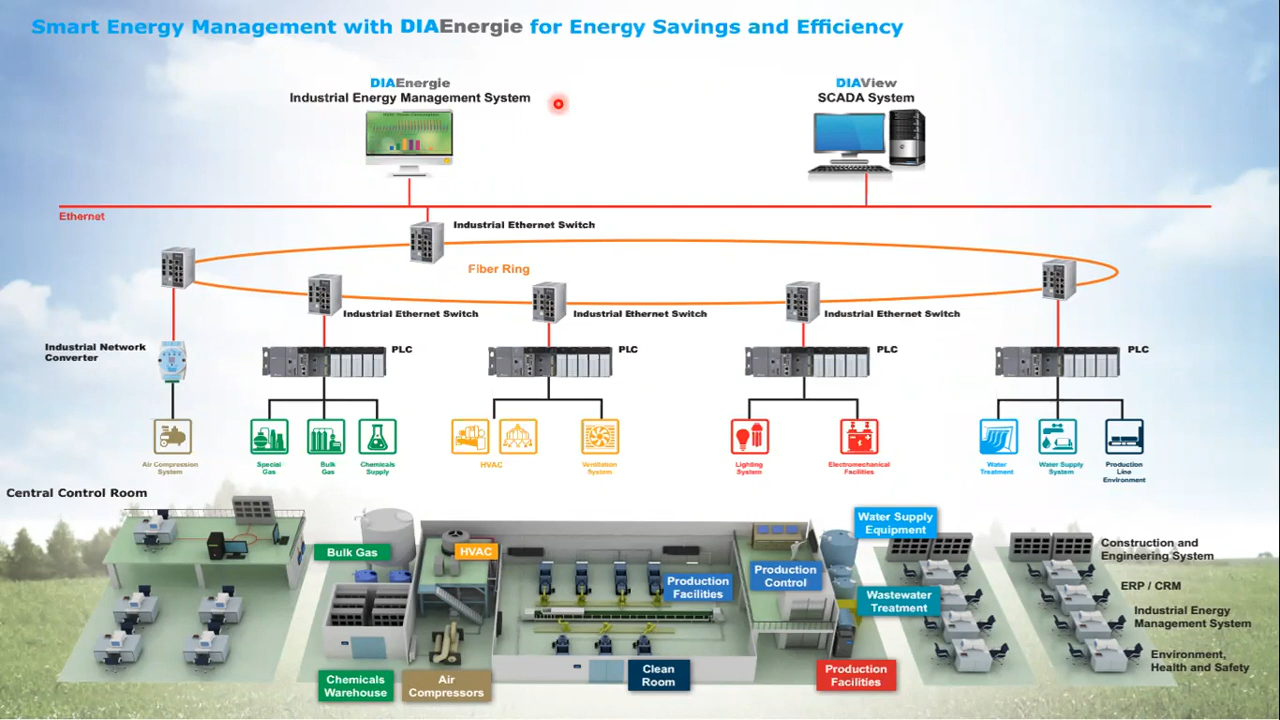 Smart Energy Management with DIAEnergie for Energy Savings and Efficiency
DIAEnergie
Industrial Energy Management System
DIAView
SCADA System
Ethernet
Industrial Ethernet Switch
Fiber Ring
Industrial Ethernet Switch
Industrial Ethernet Switch
Industrial Ethernet Switch
Industrial Network
Converter
PLC
PLC
PLC
PLC
Air Compression
System
Special
Gas
Bulk
Gas
Chemicals
Supply
HVAC
Ventilation
System
Lighting
System
Electromechanical
Facilities
Water
Treatment
Water Supply
System
Production
Line
Environment
Central Control Room
Bulk Gas
HVAC
Production
Facilities
Production
Control
Water Supply
Equipment
Wastewater
Treatment
Construction and
Engineering System
ERP / CRM
Industrial Energy
Management System
Environment,
Health and Safety
Chemicals
Warehouse
Air
Compressors
Clean
Room
Production
Facilities